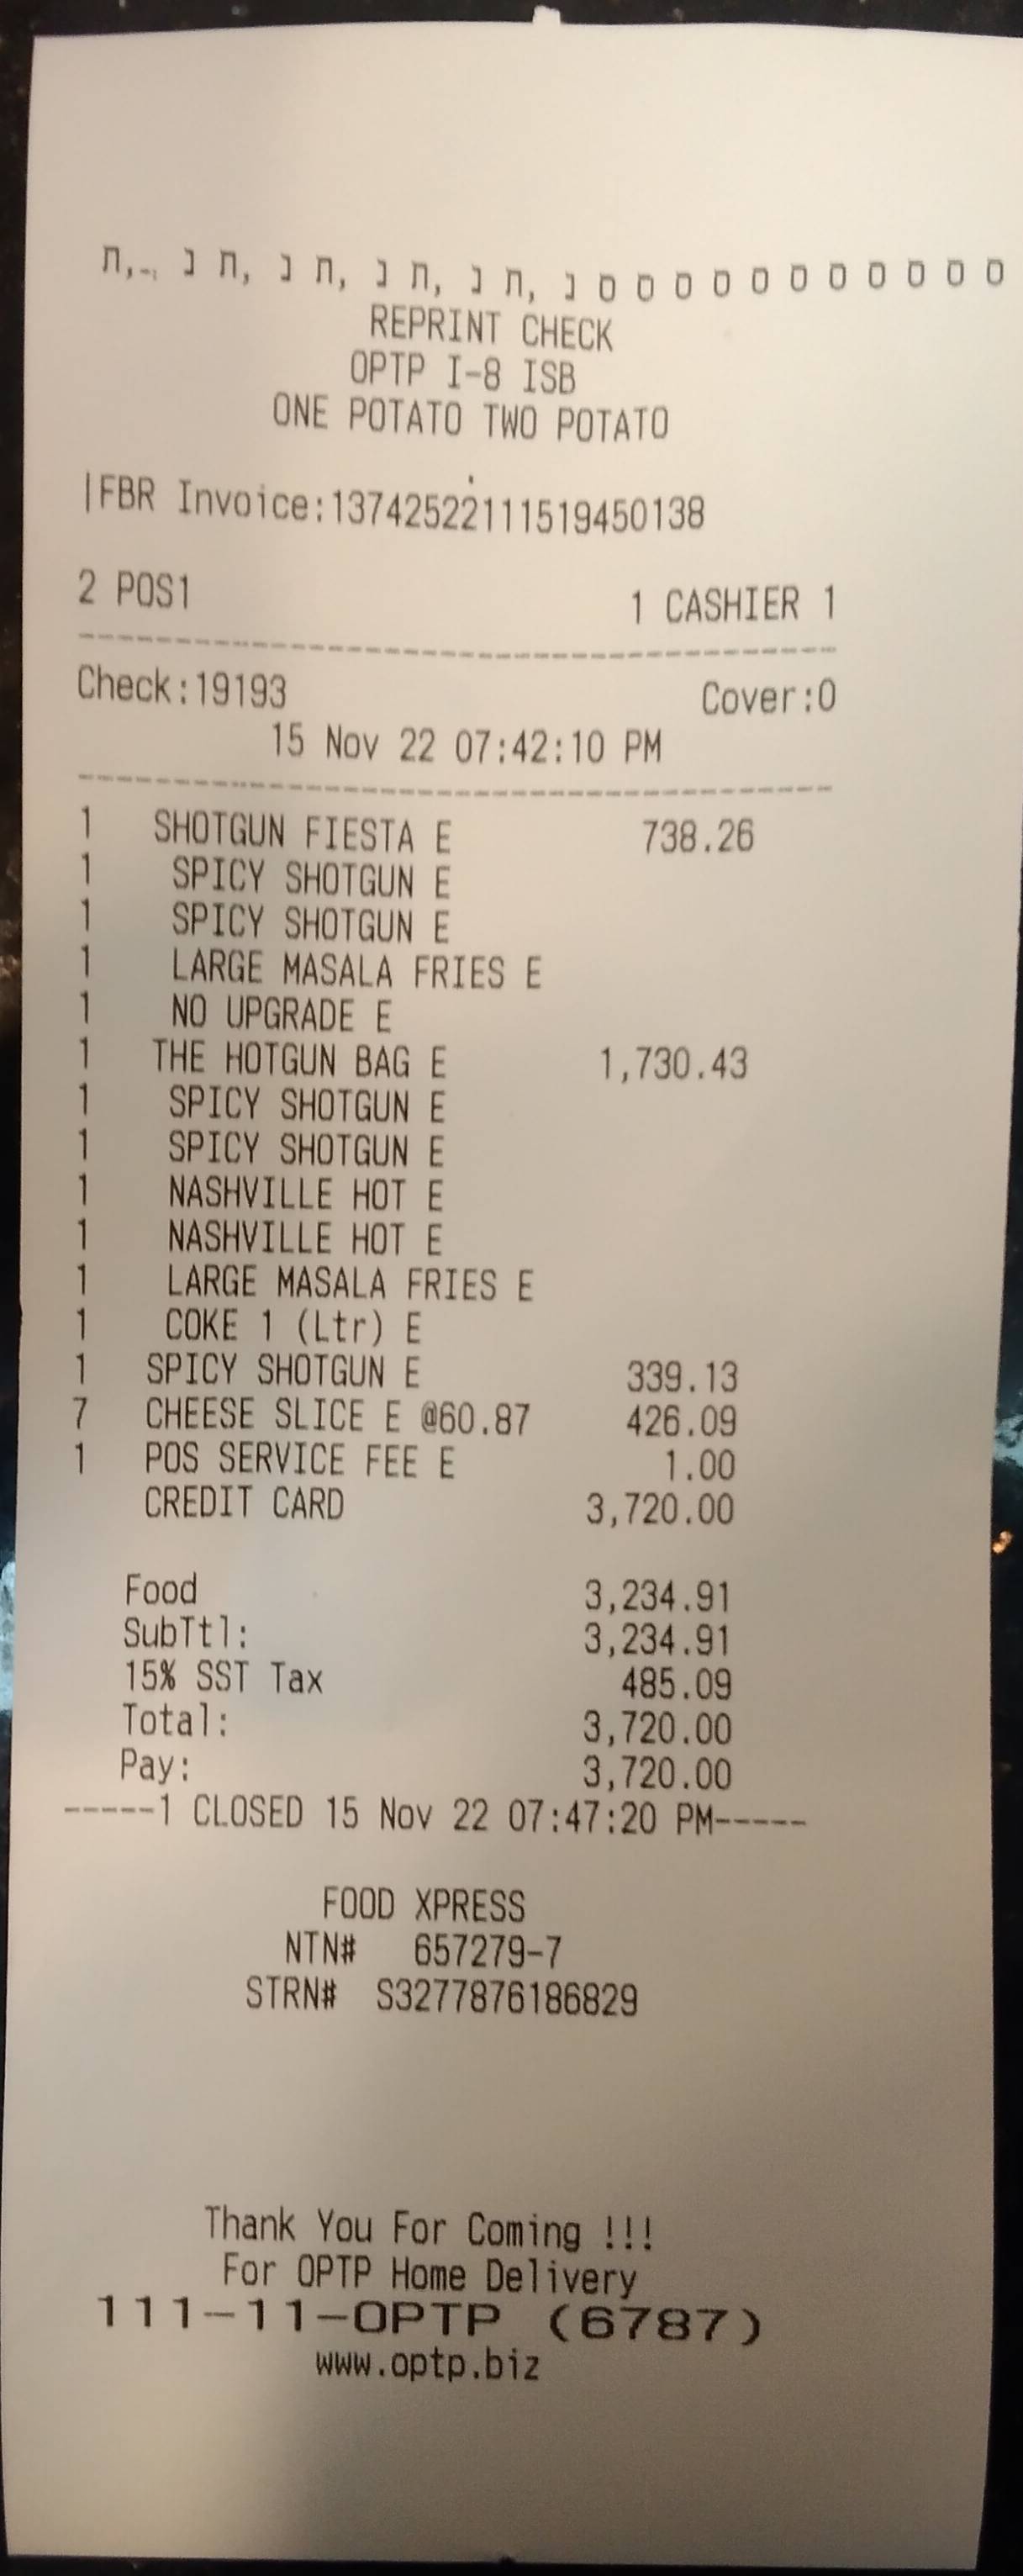 ח,-, נ ח, נ ח, נ ח, נ ח, נ ם ם ם ם ם ם ם ם ם ם ם
REPRINT CHECK
OPTP I-8 ISB
ONE POTATO TWO POTATO
|FBR Invoice:137425222111519450138
2 POS1 1 CASHIER 1
Check:19193 Cover:0
15 Nov 22 07:42:10 PM
1 SHOTGUN FIESTA E 738.26
1 SPICY SHOTGUN E
1 SPICY SHOTGUN E
1 LARGE MASALA FRIES E
1 NO UPGRADE E
1 THE HOTGUN BAG E 1,730.43
1 SPICY SHOTGUN E
1 SPICY SHOTGUN E
1 NASHVILLE HOT E
1 NASHVILLE HOT E
1 LARGE MASALA FRIES E
1 COKE 1 (Ltr) E
1 SPICY SHOTGUN E 339.13
7 CHEESE SLICE E @60.87 426.09
1 POS SERVICE FEE E 1.00
CREDIT CARD 3,720.00
Food 3,234.91
SubTtl: 3,234.91
15% SST Tax 485.09
Total: 3,720.00
Pay: 3,720.00
-----1 CLOSED 15 Nov 22 07:47:20 PM-----
FOOD XPRESS
NTN# 657279-7
STRN# S3277876186829
Thank You For Coming !!!
For OPTP Home Delivery
111-11-OPTP (6787)
www.optp.biz